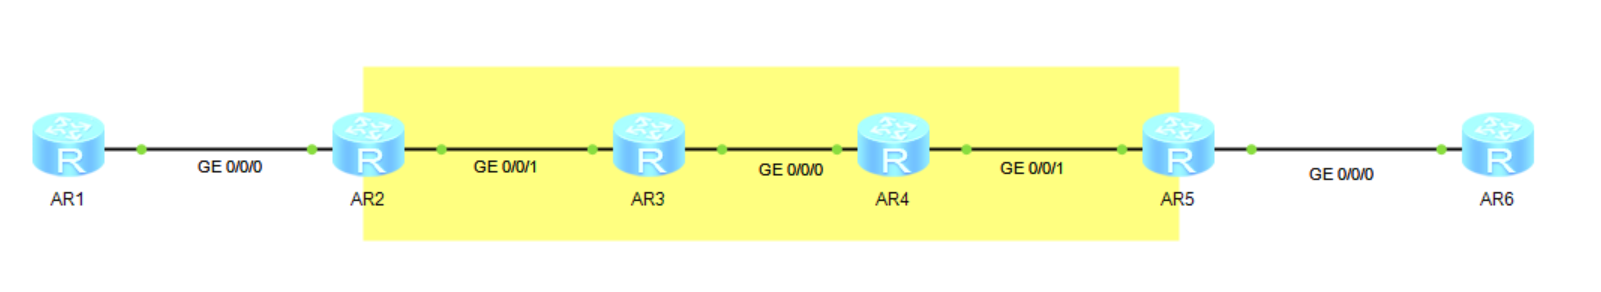 R R R R R R
GE 0/0/0 GE 0/0/1 GE 0/0/0 GE 0/0/1 GE 0/0/0
AR1 AR2 AR3 AR4 AR5 AR6